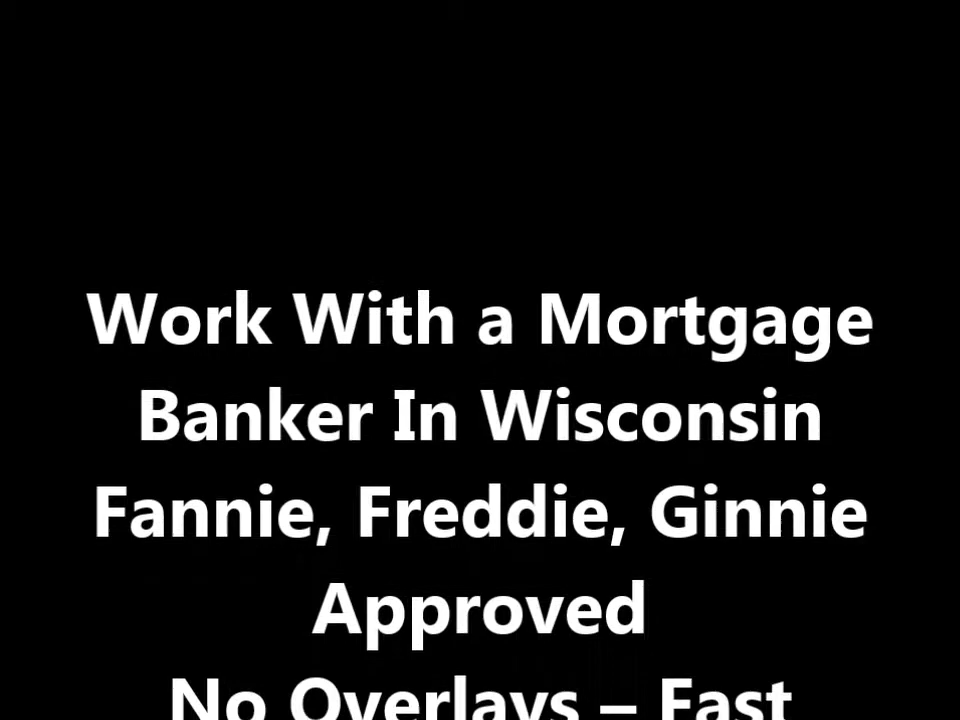 Work With a Mortgage
Banker In Wisconsin
Fannie, Freddie, Ginnie
Approved
No Overlays – Fast